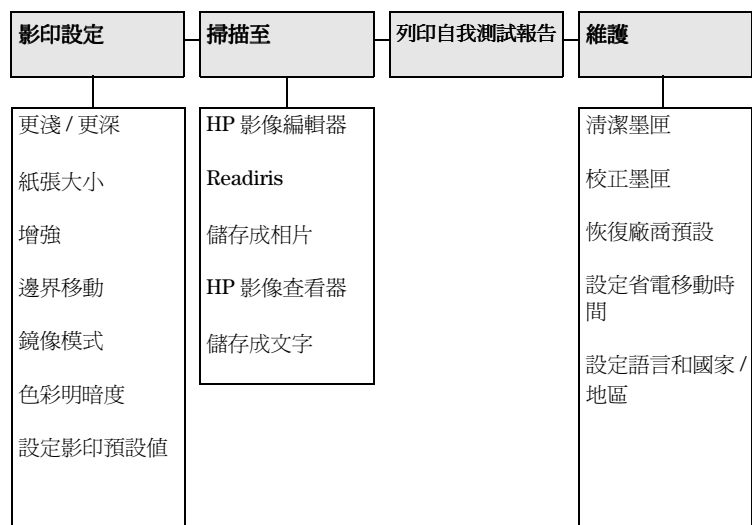 影印設定
掃描至
列印自我測試報告
維護
更淺 / 更深
紙張大小
增強
邊界移動
鏡像模式
色彩明暗度
設定影印預設值
HP 影像編輯器
Readiris
儲存成相片
HP 影像查看器
儲存成文字
清潔墨匣
校正墨匣
恢復廠商預設
設定省電移動時
間
設定語言和國家 /
地區